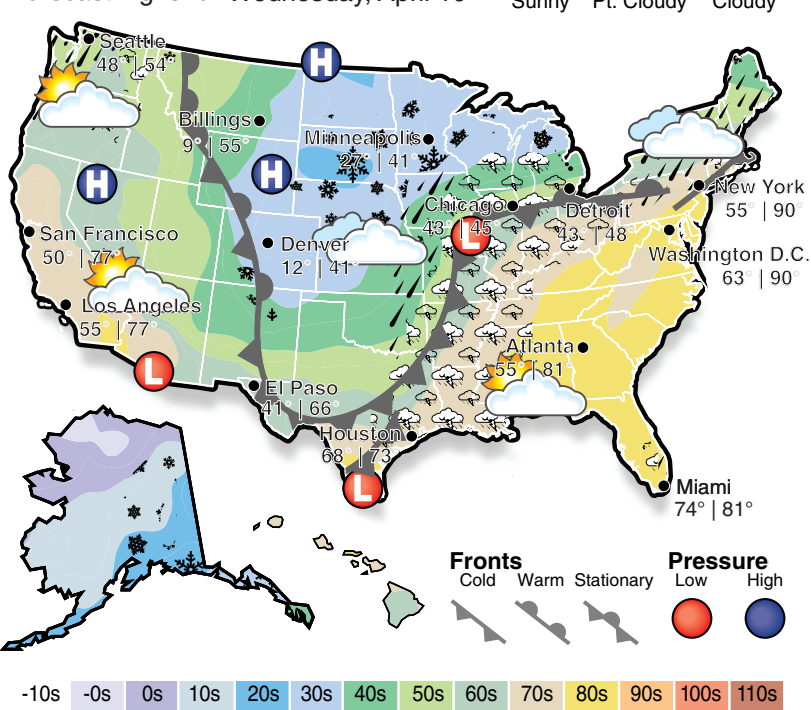 Wednesday, April
Sunny Pt. Cloudy Cloudy
Seattle
48° | 54°
H
Billings
9° | 55°
Minneapolis
27° | 41°
H
H
Chicago
43° | 45
L
Detroit
43° | 48°
New York
55° | 90°
San Francisco
50° | 77°
Denver
12° | 41°
Washington D.C.
63° | 90°
Los Angeles
55° | 77°
Atlanta
55° | 81°
L
El Paso
41° | 66°
Houston
68° | 73
L
Miami
74° | 81°
Fronts
Cold Warm Stationary
Pressure
Low High
-10s -0s 0s 10s 20s 30s 40s 50s 60s 70s 80s 90s 100s 110s